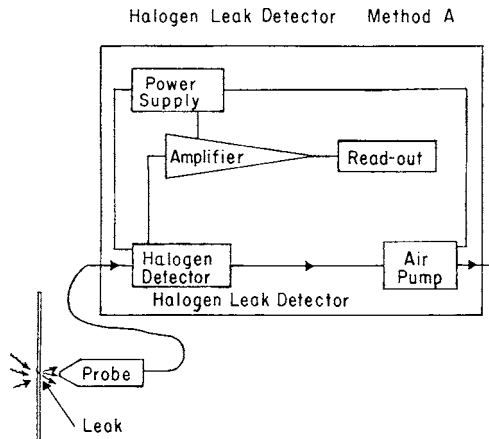 Halogen Leak Detector Method A
Power
Supply
Amplifier
Read-out
Halogen
Detector
Air
Pump
Halogen Leak Detector
Probe
Leak